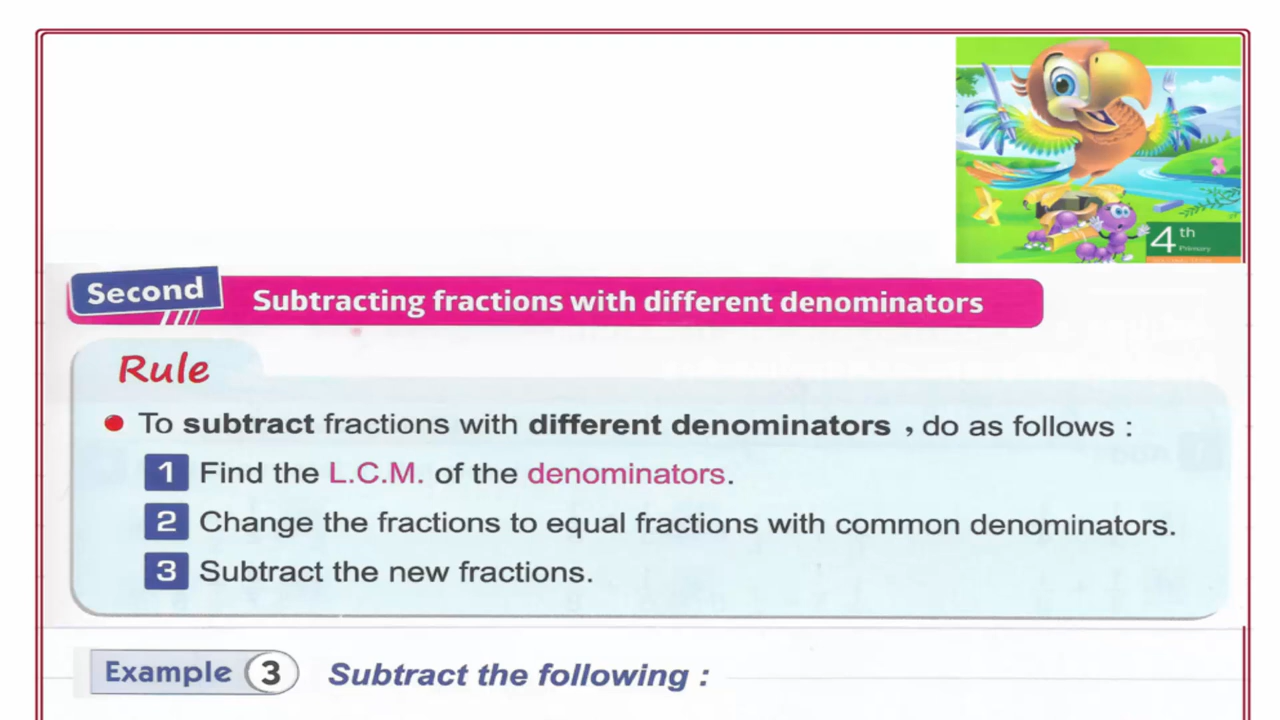 4th
Primary
Second
Subtracting fractions with different denominators
Rule
• To subtract fractions with different denominators , do as follows :
1 Find the L.C.M. of the denominators.
2 Change the fractions to equal fractions with common denominators.
3 Subtract the new fractions.
Example 3 Subtract the following :